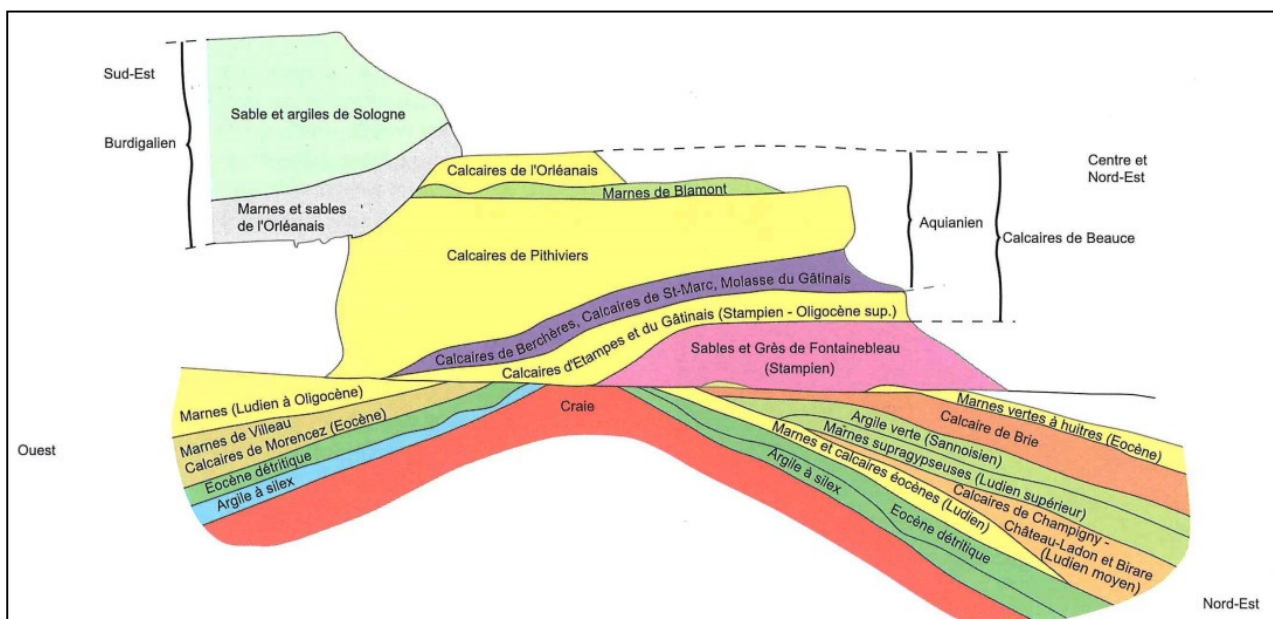 Sud-Est
Burdigalien
Sable et argiles de Sologne
Marnes et sables
de l'Orléanais
Calcaires de l'Orléanais
Marnes de Blamont
Centre et
Nord-Est
Aquianien
Calcaires de Beauce
Calcaires de Pithiviers
Calcaires de Berchères, Calcaires de St-Marc, Molasse du Gâtinais
Calcaires d'Etampes et du Gâtinais (Stampien - Oligocène sup.)
Sables et Grès de Fontainebleau
(Stampien)
Ouest
Marnes (Ludien à Oligocène)
Marnes de Villeau
Calcaires de Morencez (Eocène)
Eocène détritique
Argile à silex
Craie
Marnes vertes à huitres (Eocène)
Calcaire de Brie
Argile verte (Sannoisien)
Marnes supragypseuses (Ludien supérieur)
Marnes et calcaires éocènes (Ludien)
Calcaires de Champigny -
Château-Ladon et Birare
(Ludien moyen)
Argile à silex
Eocène détritique
Nord-Est